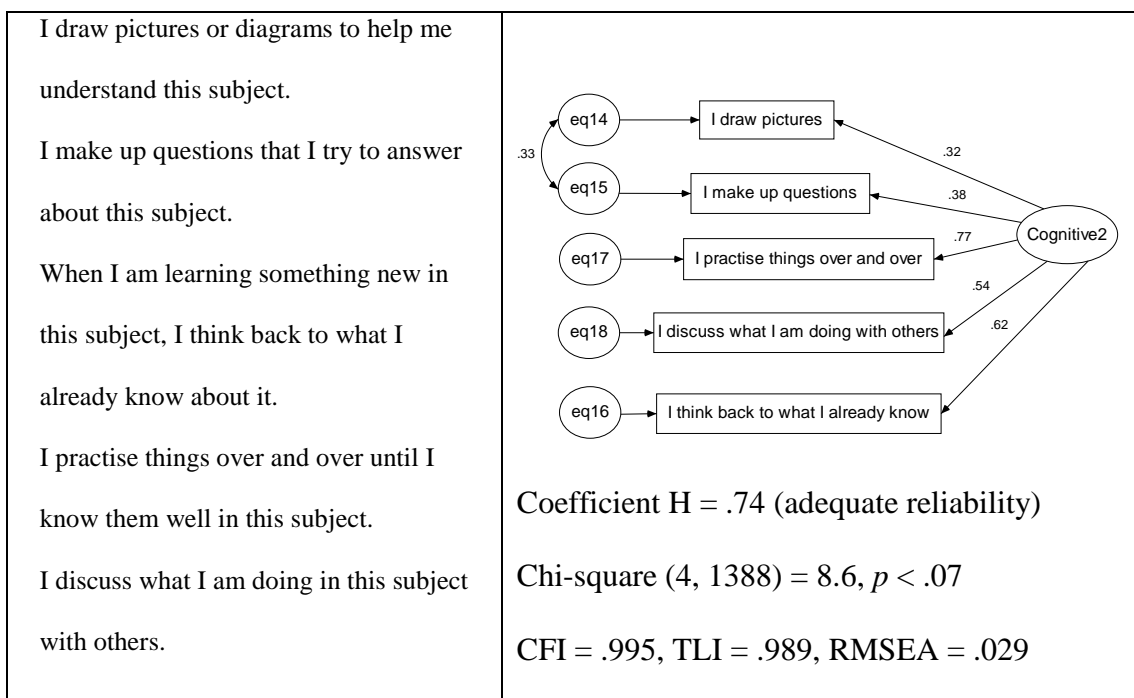 I draw pictures or diagrams to help me
understand this subject.
I make up questions that I try to answer
about this subject.
When I am learning something new in
this subject, I think back to what I
already know about it.
I practise things over and over until I
know them well in this subject.
I discuss what I am doing in this subject
with others.
eq14
I draw pictures
.33
.32
eq15
I make up questions
.38
Cognitive2
.77
eq17
I practise things over and over
.54
eq18
I discuss what I am doing with others
.62
eq16
I think back to what I already know
Coefficient H = .74 (adequate reliability)
Chi-square (4, 1388) = 8.6, p < .07
CFI = .995, TLI = .989, RMSEA = .029